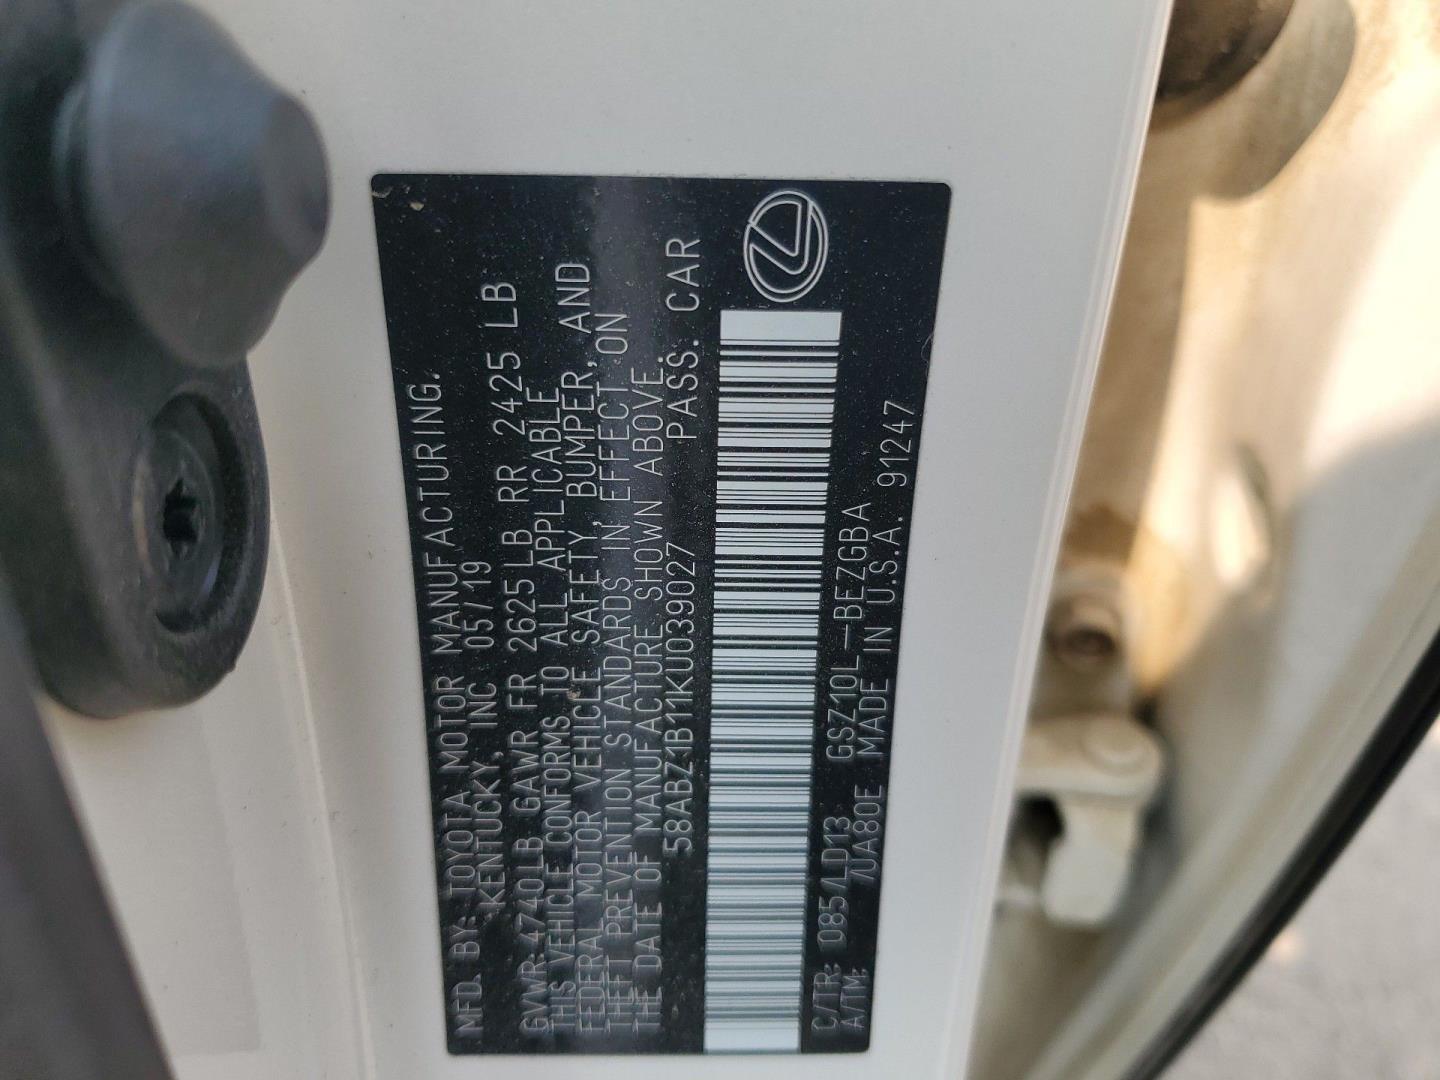 MFD. BY: TOYOTA MOTOR MANUFACTURING.
KENTUCKY, INC 05/19
GVWR:4740LB GAWR FR 2625LB RR 2425 LB
THIS VEHICLE CONFORMS TO ALL APPLICABLE
FEDERAL MOTOR VEHICLE SAFETY, BUMPER, AND
THEFT PREVENTION STANDARDS IN EFFECT ON
THE DATE OF MANUFACTURE SHOWN ABOVE.
58ABZ1B11KU039027 PASS. CAR
C/TR: 085/LD13 GSZ10L-BEZGBA
A/TM: /UA80E MADE IN U.S.A. 91247